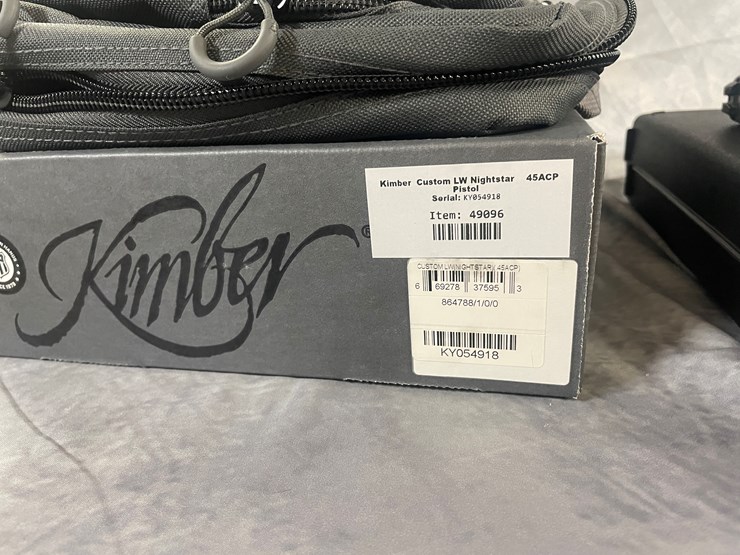 Kimber®
Kimber Custom LW Nightstar 45ACP
Pistol
Serial: KY054918
Item: 49096
CUSTOM LW(NIGHTSTAR)( 45ACP)
6 69278 37595 3
864788/1/0/0
KY054918